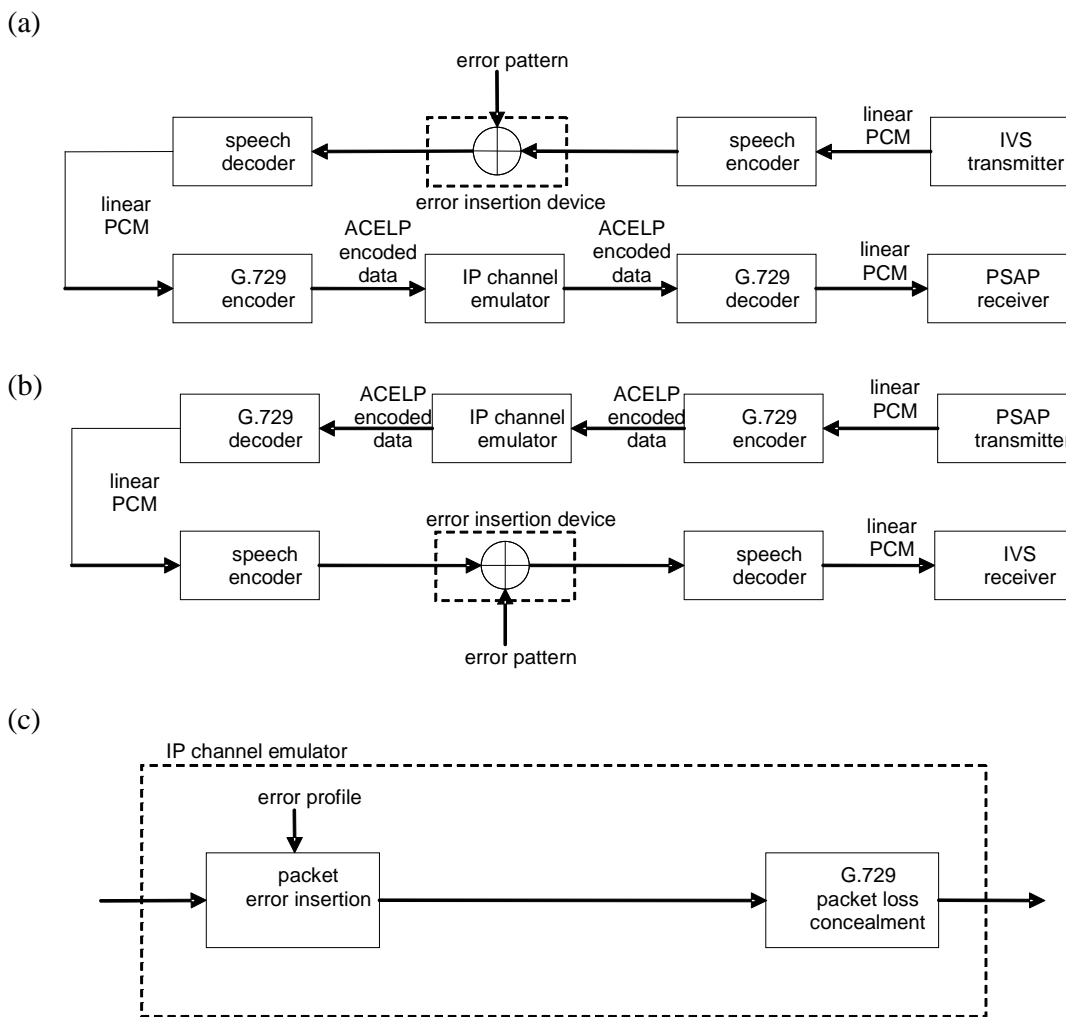 (a)
error pattern
speech
decoder
speech
encoder
linear
PCM
IVS
transmitter
error insertion device
linear
PCM
G.729
encoder
ACELP
encoded
data
IP channel
emulator
ACELP
encoded
data
G.729
decoder
linear
PCM
PSAP
receiver
(b)
G.729
decoder
ACELP
encoded
data
IP channel
emulator
ACELP
encoded
data
G.729
encoder
linear
PCM
PSAP
transmitter
linear
PCM
error insertion device
speech
encoder
speech
decoder
linear
PCM
IVS
receiver
error pattern
(c)
IP channel emulator
error profile
packet
error insertion
G.729
packet loss
concealment